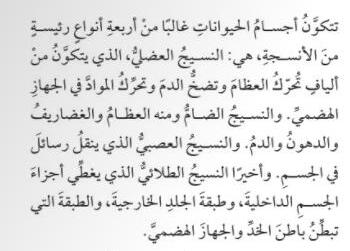 تتكوَّنُ أجسامُ الحيواناتِ غالبًا منْ أربعةِ أنواعٍ رئيسةٍ
منَ الأنسجةِ، هي: النسيجُ العضليُّ، الذي يتكوَّنُ منْ
أليافٍ تُحرِّكُ العظامَ وتضخُّ الدمَ وتحرِّكُ الموادَّ في الجهازِ
الهضميِّ. والنسيجُ الضامُّ ومنه العظامُ والغضاريفُ
والدهونُ والدمُ. والنسيجُ العصبيُّ الذي ينقلُ رسائلَ
في الجسمِ. وأخيرًا النسيجُ الطلائيُّ الذي يغطِّي أجزاءَ
الجسمِ الداخليةَ، وطبقةَ الجلدِ الخارجيةَ، والطبقةَ التي
تبطِّنُ باطنَ الخدِّ والجهازَ الهضميَّ.